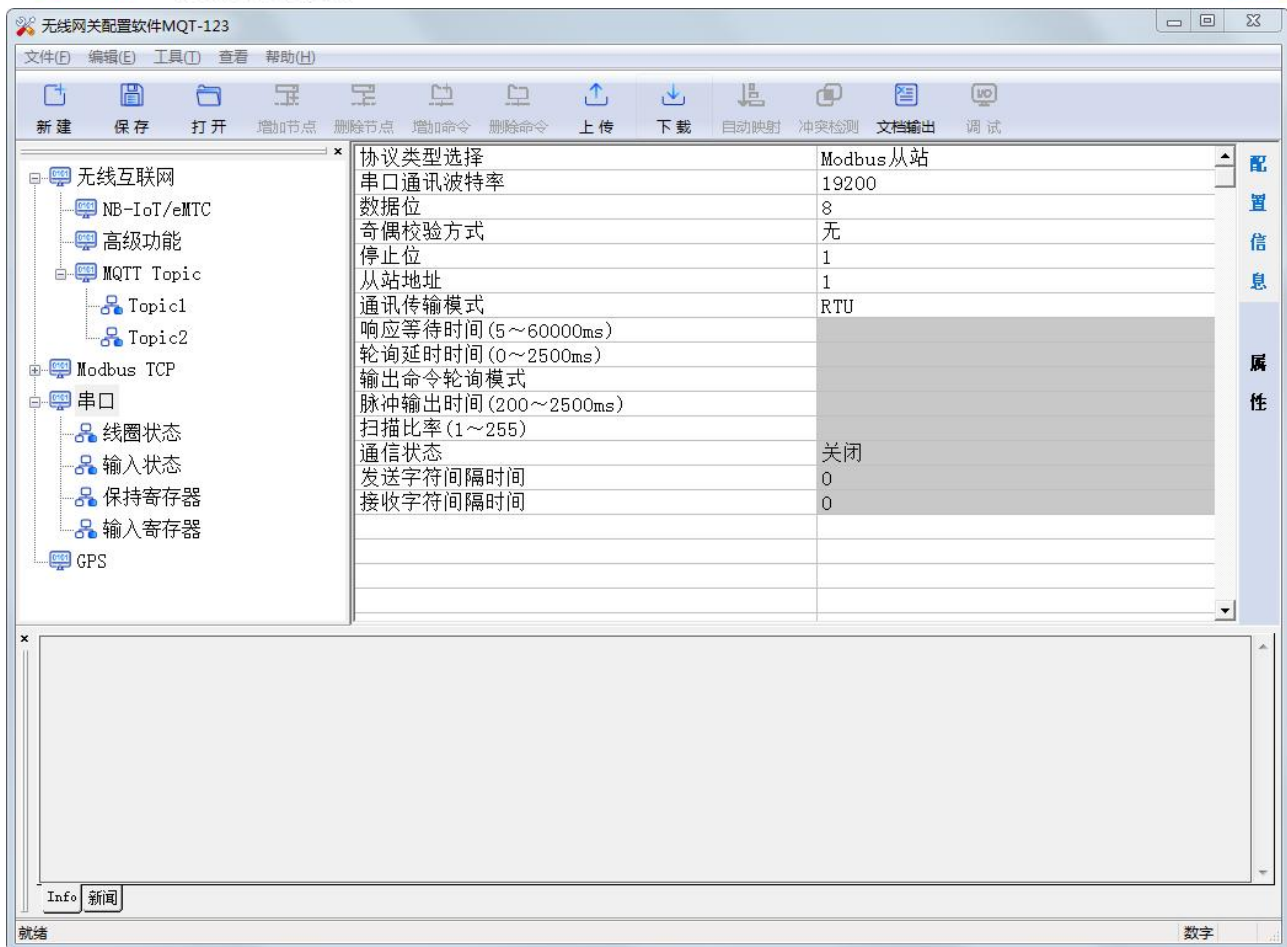 无线网关配置软件MQT-123
文件(F) 编辑(E) 工具(T) 查看 帮助(H)
新建 保存 打开 增加节点 删除节点 增加命令 删除命令 上传 下载 自动映射 冲突检测 文档输出 调试
无线互联网
NB-IoT/eMTC
高级功能
MQTT Topic
Topic1
Topic2
Modbus TCP
串口
线圈状态
输入状态
保持寄存器
输入寄存器
GPS
协议类型选择 Modbus从站
串口通讯波特率 19200
数据位 8
奇偶校验方式 无
停止位 1
从站地址 1
通讯传输模式 RTU
响应等待时间(5~60000ms)
轮询延时时间(0~2500ms)
输出命令轮询模式
脉冲输出时间(200~2500ms)
扫描比率(1~255)
通信状态 关闭
发送字符间隔时间 0
接收字符间隔时间 0
配置信息
属性
Info 新闻
就绪 数字